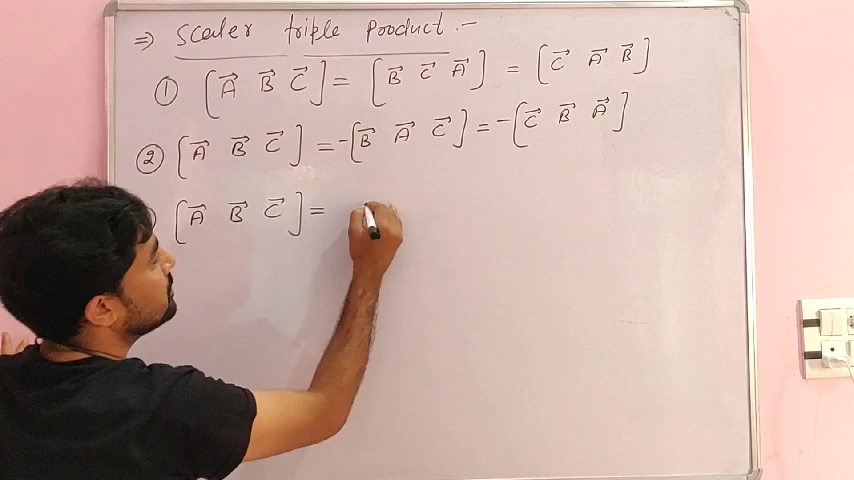 ⇒ Scaler triple Product :-
① [A⃗ B⃗ C⃗] = [B⃗ C⃗ A⃗] = [C⃗ A⃗ B⃗]
② [A⃗ B⃗ C⃗] = -[B⃗ A⃗ C⃗] = -[C⃗ B⃗ A⃗]
[A⃗ B⃗ C⃗] =